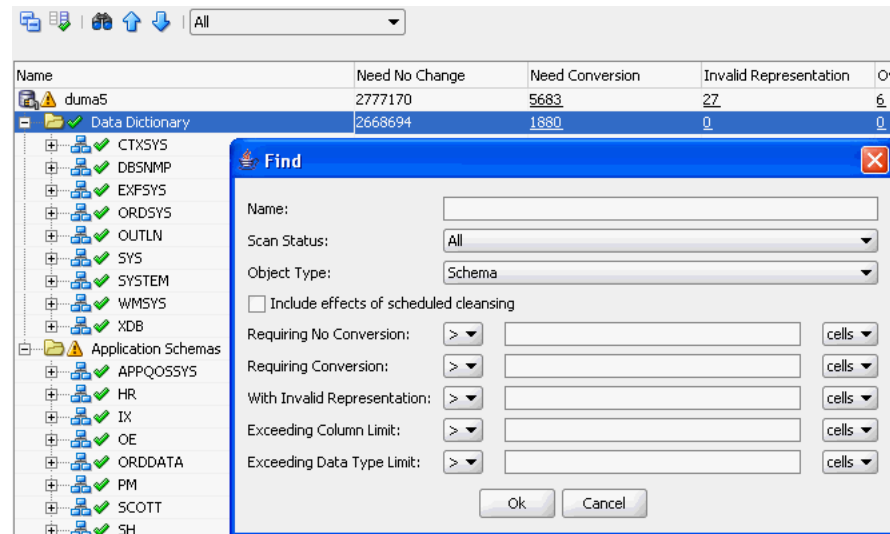 All
Name Need No Change Need Conversion Invalid Representation
duma5 2777170 5683 27 6
Data Dictionary 2668694 1880 0 0
CTXSYS
DBSNMP
EXFSYS
ORDSYS
OUTLN
SYS
SYSTEM
WMSYS
XDB
Application Schemas
APPQOSSYS
HR
IX
OE
ORDDATA
PM
SCOTT
SH
Find
Name:
Scan Status: All
Object Type: Schema
Include effects of scheduled cleansing
Requiring No Conversion: > cells
Requiring Conversion: > cells
With Invalid Representation: > cells
Exceeding Column Limit: > cells
Exceeding Data Type Limit: > cells
Ok Cancel